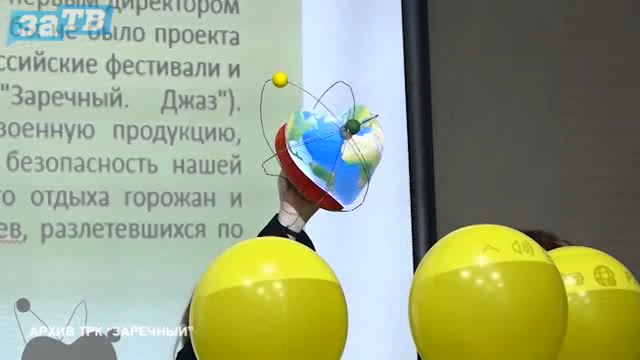 заТВ
первым директором
было проекта
ссийские фестивали и
"Заречный. Джаз").
военную продукцию,
безопасность нашей
го отдыха горожан и
ев, разлетевшихся по
АРХИВ ТРК "ЗАРЕЧНЫЙ"